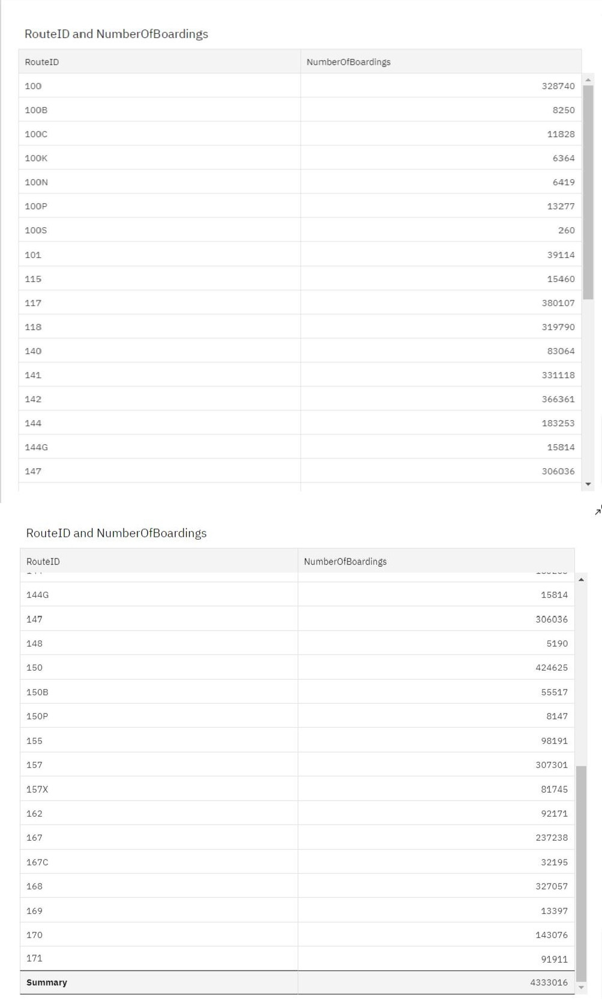 RouteID and NumberOfBoardings
RouteID NumberOfBoardings
100 328740
100B 8250
100C 11828
100K 6364
100N 6419
100P 13277
100S 260
101 39114
115 15460
117 380107
118 319790
140 83064
141 331118
142 366361
144 183253
144G 15814
147 306036
RouteID and NumberOfBoardings
RouteID NumberOfBoardings
144G 15814
147 306036
148 5190
150 424625
150B 55517
150P 8147
155 98191
157 307301
157X 81745
162 92171
167 237238
167C 32195
168 327057
169 13397
170 143076
171 91911
Summary 4333016